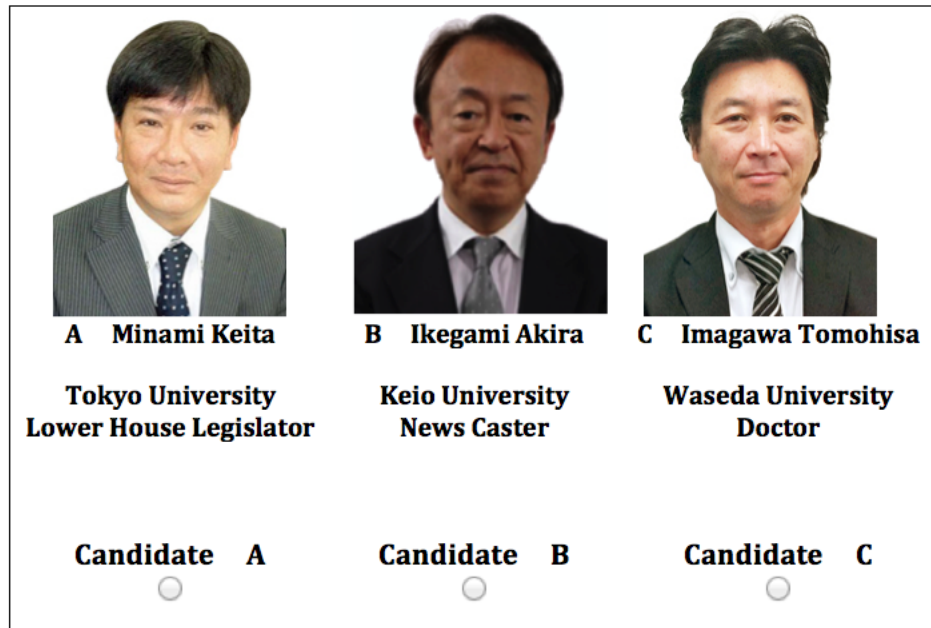 A Minami Keita
B Ikegami Akira
C Imagawa Tomohisa
Tokyo University
Lower House Legislator
Keio University
News Caster
Waseda University
Doctor
Candidate A
Candidate B
Candidate C